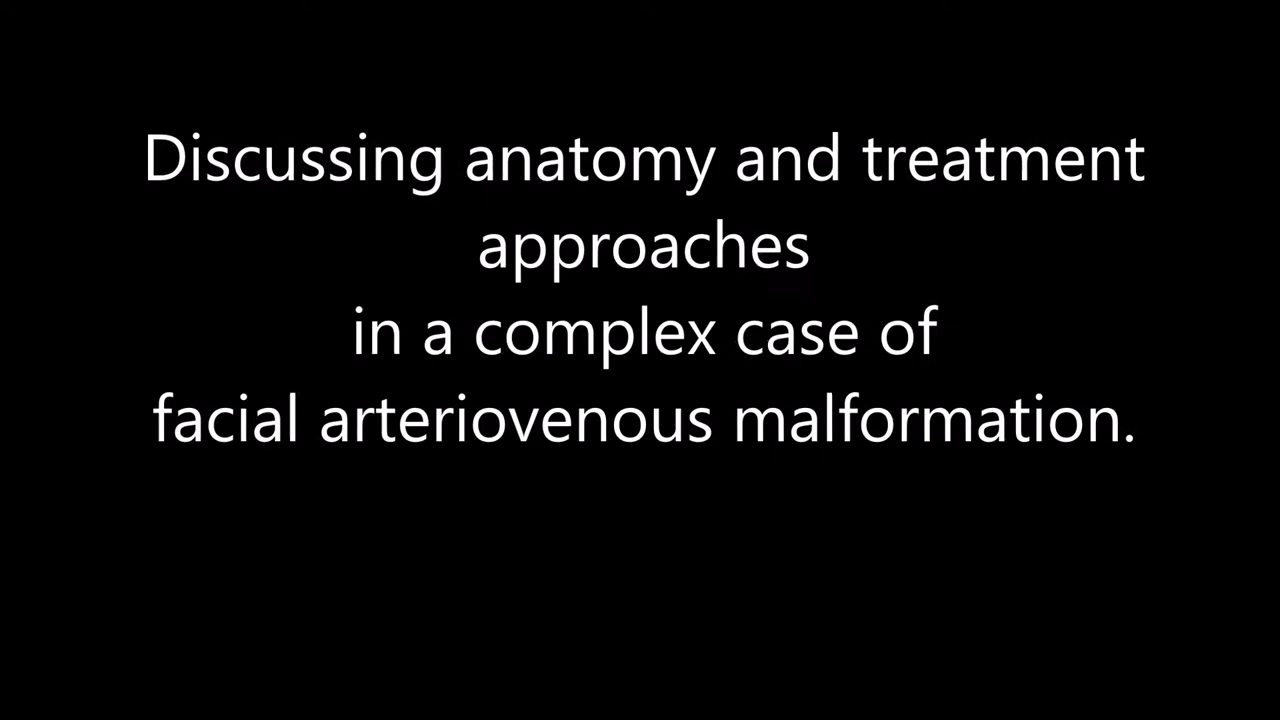 Discussing anatomy and treatment
approaches
in a complex case of
facial arteriovenous malformation.